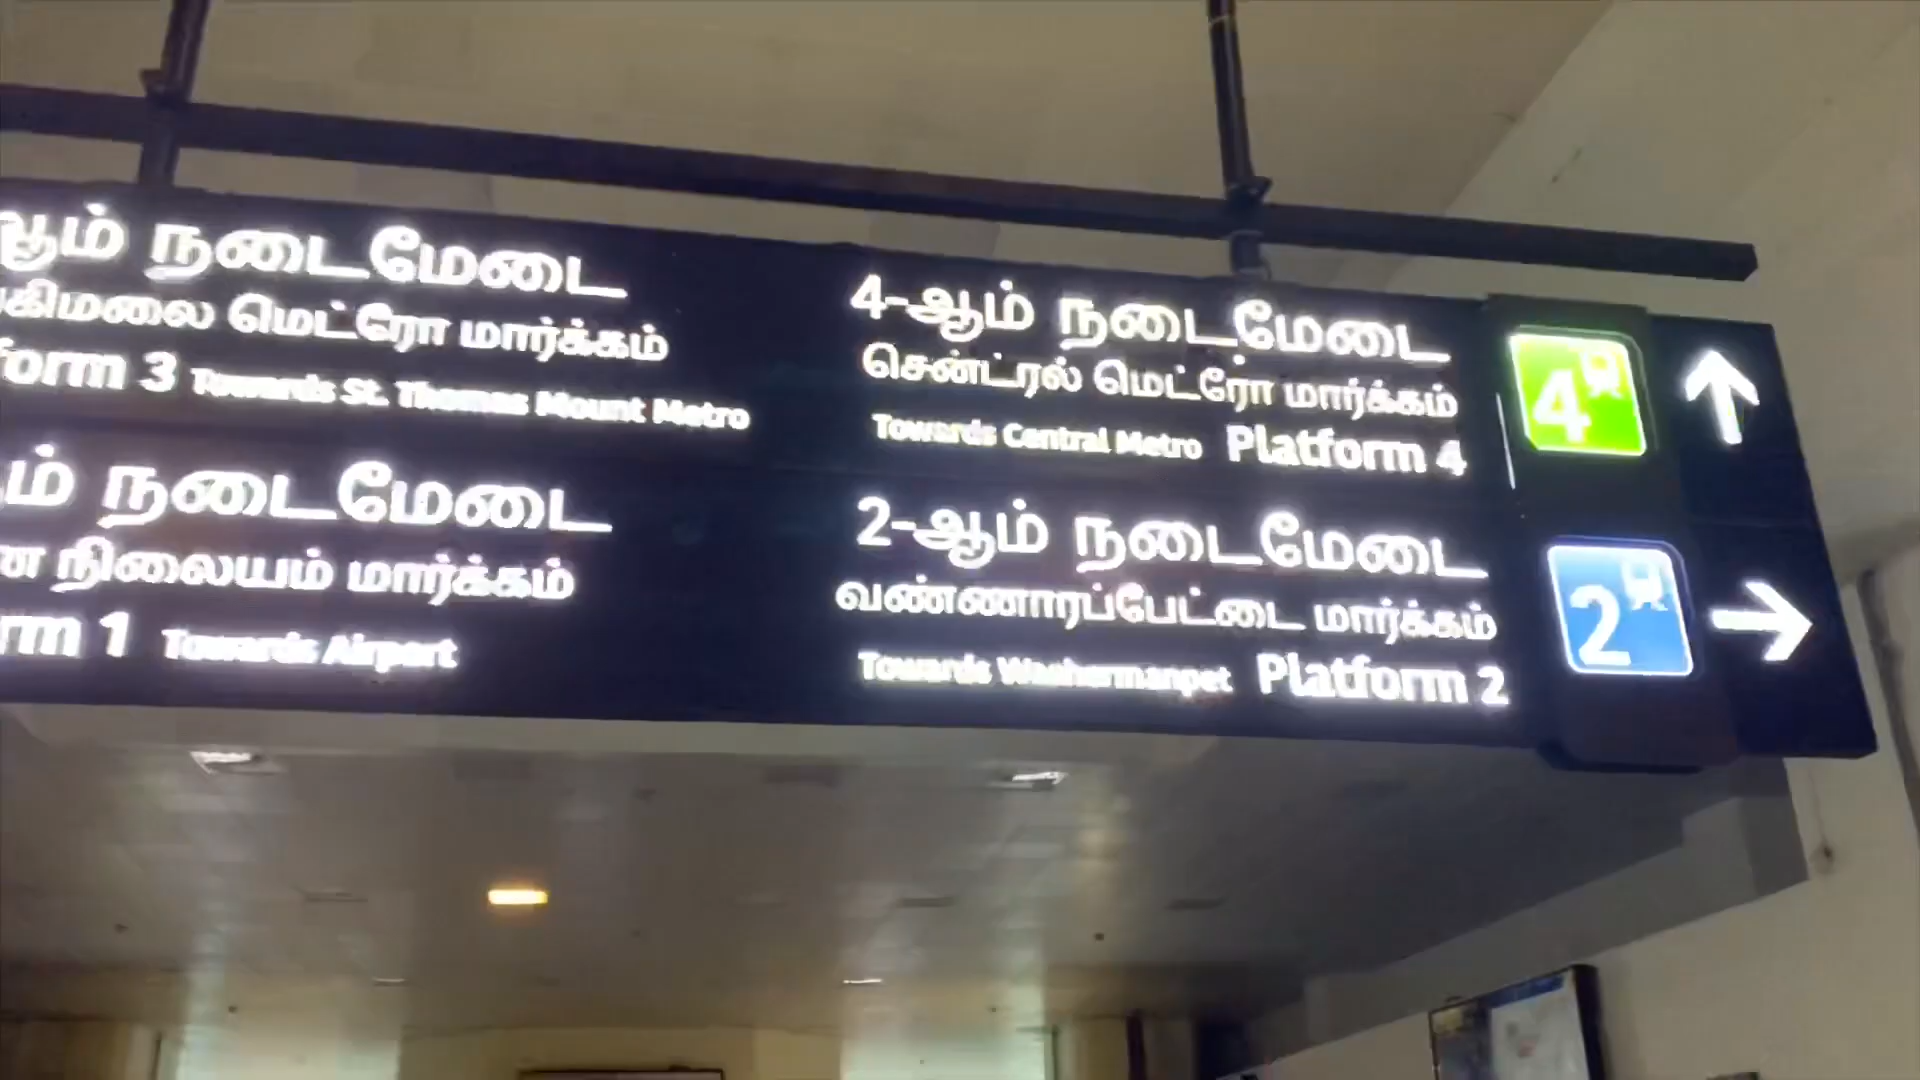 ஆம் நடைமேடை
கிமலை மெட்ரோ மார்க்கம்
form 3 Towards St. Thomas Mount Metro
ம் நடைமேடை
ன நிலையம் மார்க்கம்
rm 1 Towards Airport
4-ஆம் நடைமேடை
சென்ட்ரல் மெட்ரோ மார்க்கம்
Towards Central Metro Platform 4
4
2-ஆம் நடைமேடை
வண்ணாரப்பேட்டை மார்க்கம்
Towards Washermanpet Platform 2
2